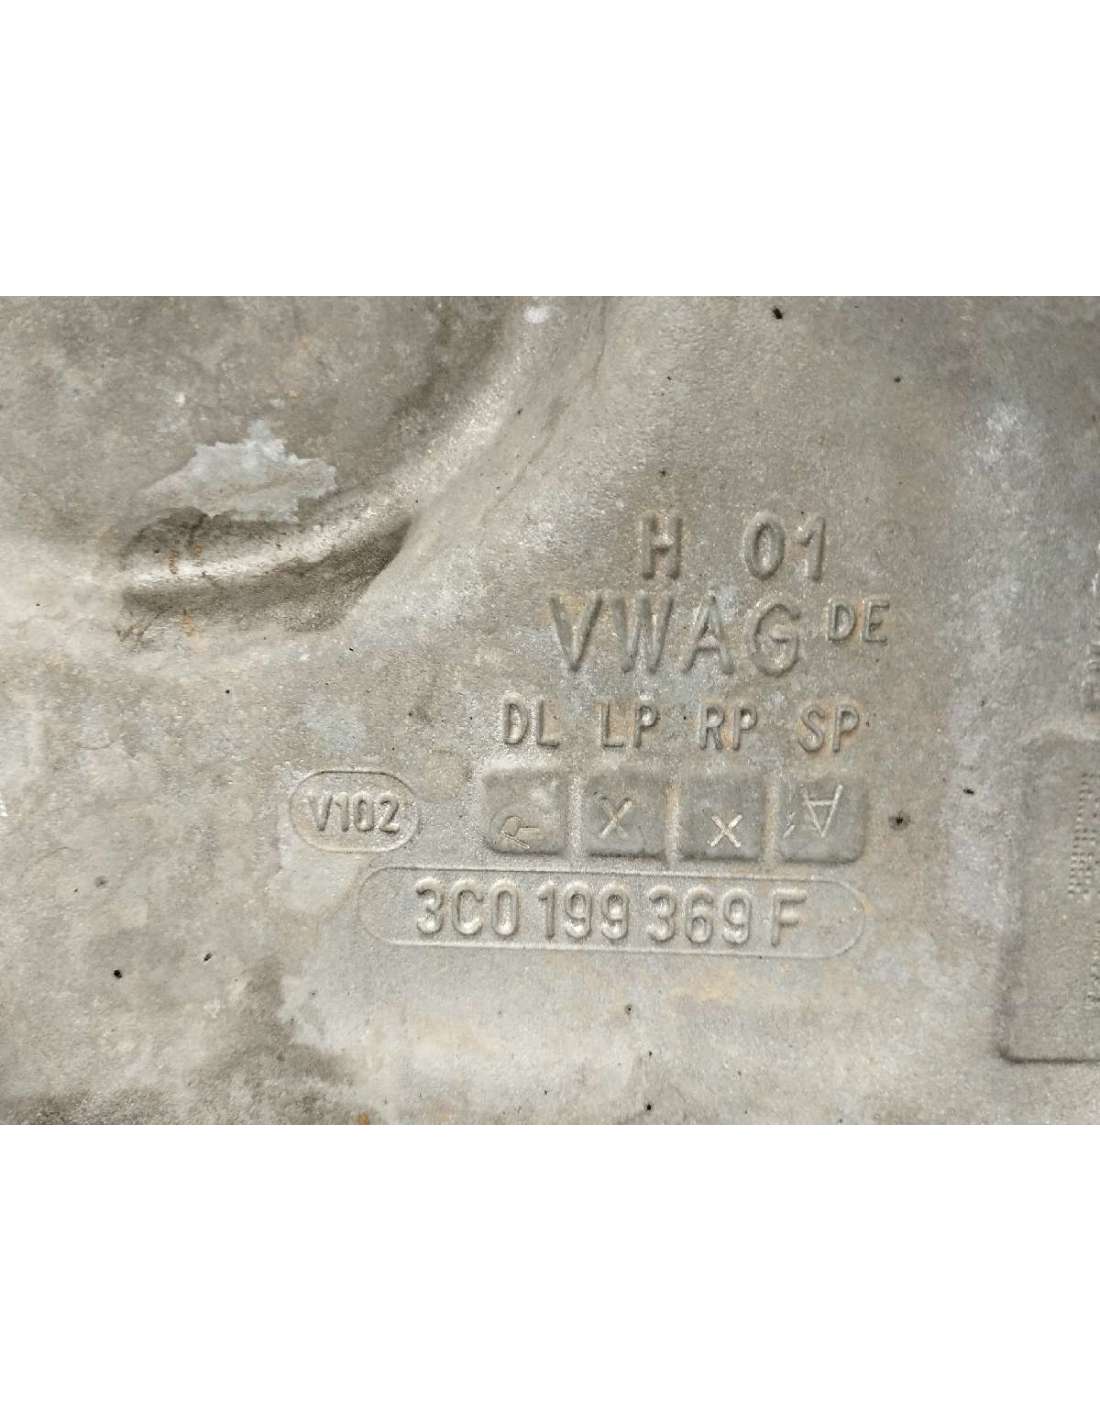 H 01
VWAG DE
DL LP RP SP
V102 R X X A
3C0 199 369 F